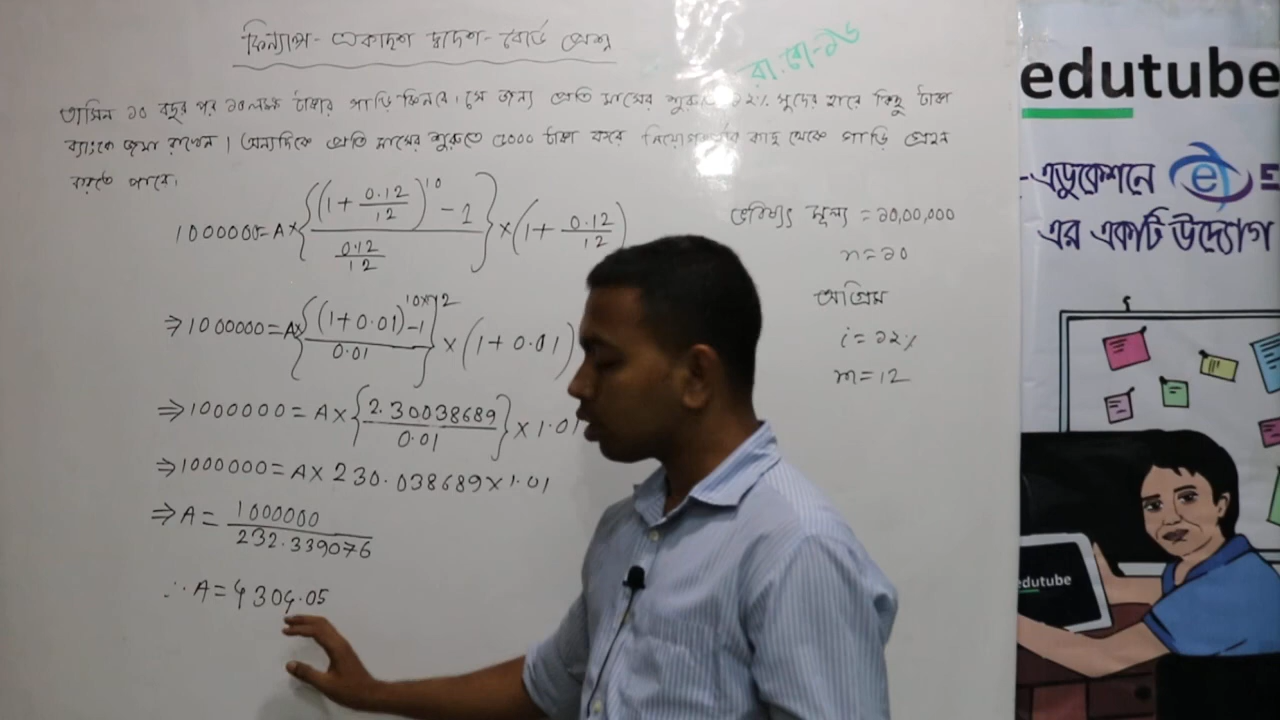 ফিন্যান্স - একাদশ দ্বাদশ - বোর্ড প্রশ্ন
রা. বো-১৬
তামিন ১০ বছর পর ১০ লক্ষ টাকার গাড়ি কিনবে। সে জন্য প্রতি মাসের শুরুতে ১২% সুদের হারে কিছু টাকা
ব্যাংকে জমা রাখেন। অন্যদিকে প্রতি মাসের শুরুতে ৫০০০ টাকা করে কাছ থেকে গাড়ি গ্রহন
করতে পারে।
1000000=A×{((1+0.12/12)^10-1)/(0.12/12)}×(1+0.12/12)
⇒1000000=A×{((1+0.01)^10×12-1)/0.01}×(1+0.01)
⇒1000000=A×{2.30038689/0.01}×1.01
⇒1000000=A×230.038689×1.01
⇒A=1000000/232.339076
∴A=4304.05
ভবিষ্যৎ মূল্য=১০,০০,০০০
n=১০
অগ্রিম
i=১২%
m=12
edutube
-এডুকেশনে
এর একটি উদ্যোগ
edutube